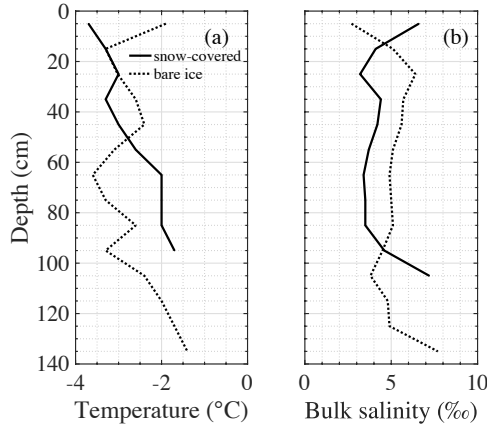 0
20
40
60
80
100
120
140
Depth (cm)
(a)
snow-covered
bare ice
-4
-2
0
Temperature (°C)
(b)
0
5
10
Bulk salinity (‰)